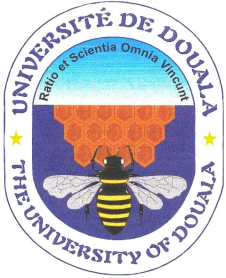 UNIVERSITÉ DE DOUALA
Ratio et Scientia Omnia Vincunt
THE UNIVERSITY OF DOUALA